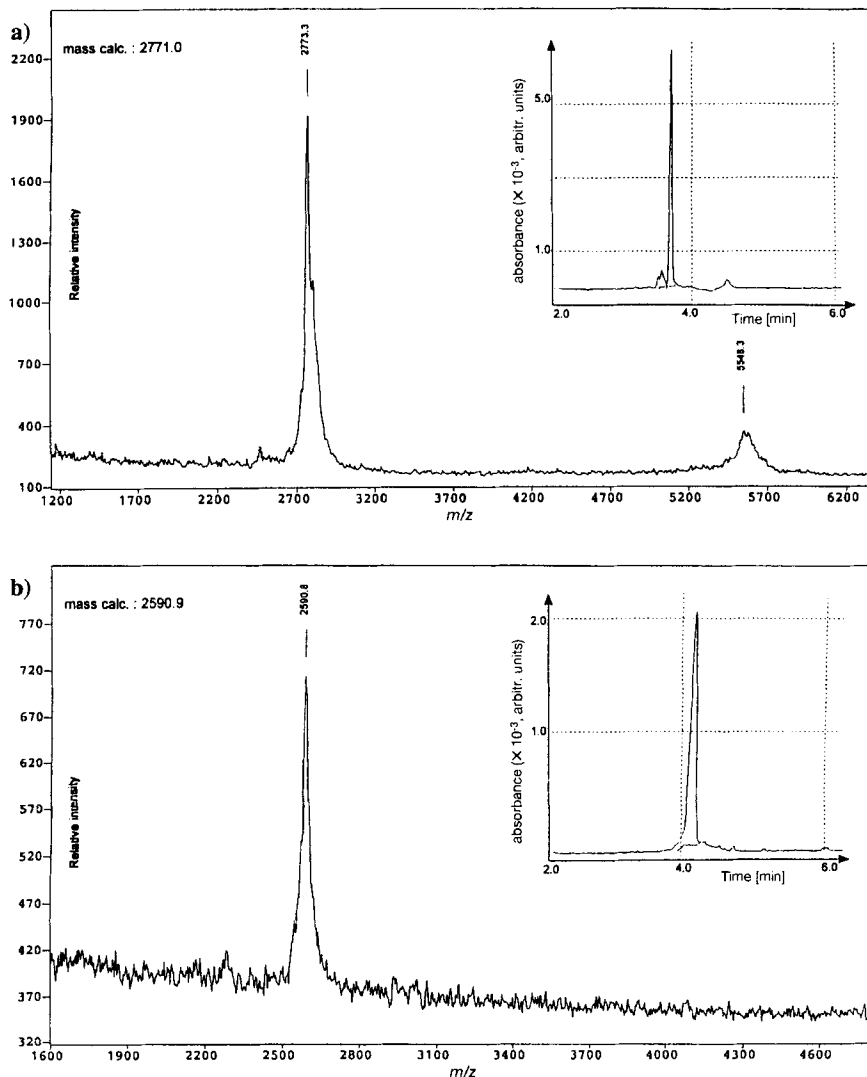 a)
mass calc. : 2771.0
2773.3
5548.3
Relative intensity
2200
1900
1600
1300
1000
700
400
100
1200 1700 2200 2700 3200 3700 4200 4700 5200 5700 6200
m/z
absorbance (X 10⁻³, arbitr. units)
5.0
1.0
2.0 4.0 6.0
Time [min]
b)
mass calc. : 2590.9
2590.8
Relative intensity
770
720
670
620
570
520
470
420
370
320
1600 1900 2200 2500 2800 3100 3400 3700 4000 4300 4600
m/z
absorbance (X 10⁻³, arbitr. units)
2.0
1.0
2.0 4.0 6.0
Time [min]